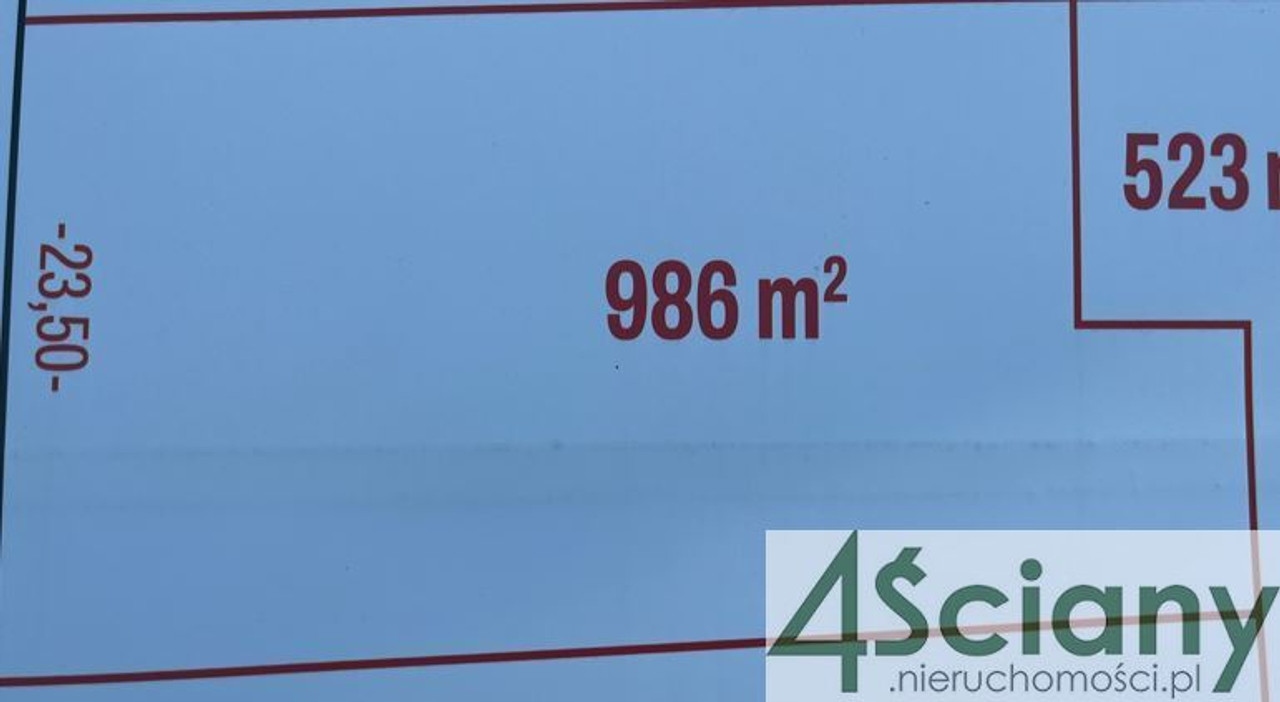 523
-23,50-
986 m²
4Ściany
.nieruchomości.pl